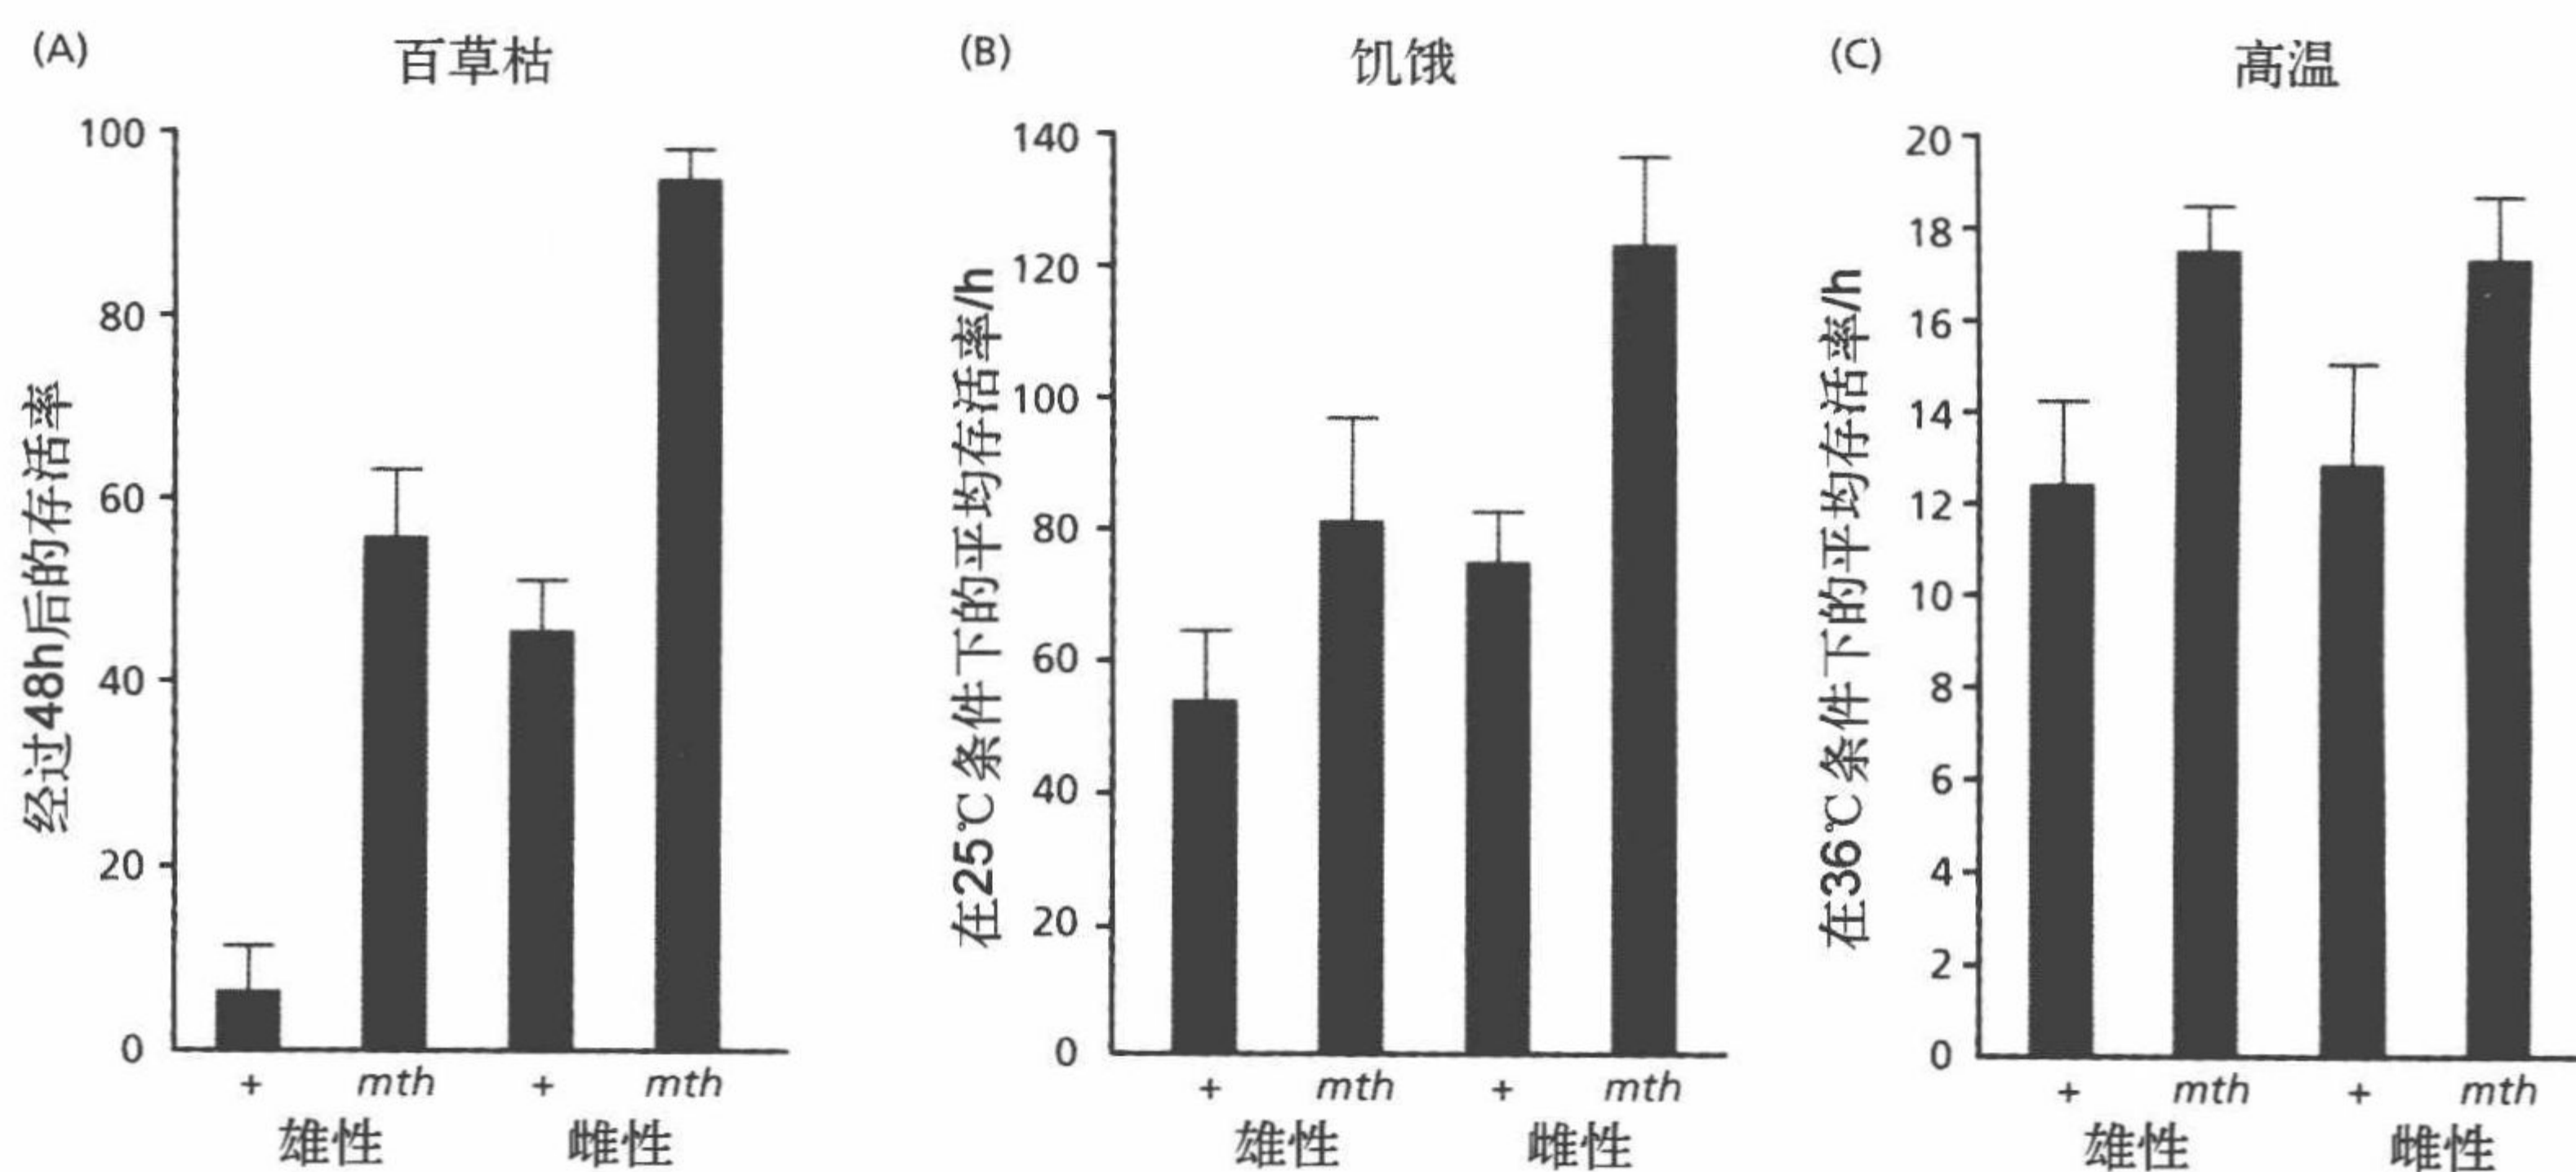 (A) 百草枯
100
80
60
40
20
0
经过48h后的存活率
+ mth + mth
雄性 雌性
(B) 饥饿
140
120
100
80
60
40
20
0
在25℃条件下的平均存活率/h
+ mth + mth
雄性 雌性
(C) 高温
20
18
16
14
12
10
8
6
4
2
0
在36℃条件下的平均存活率/h
+ mth + mth
雄性 雌性